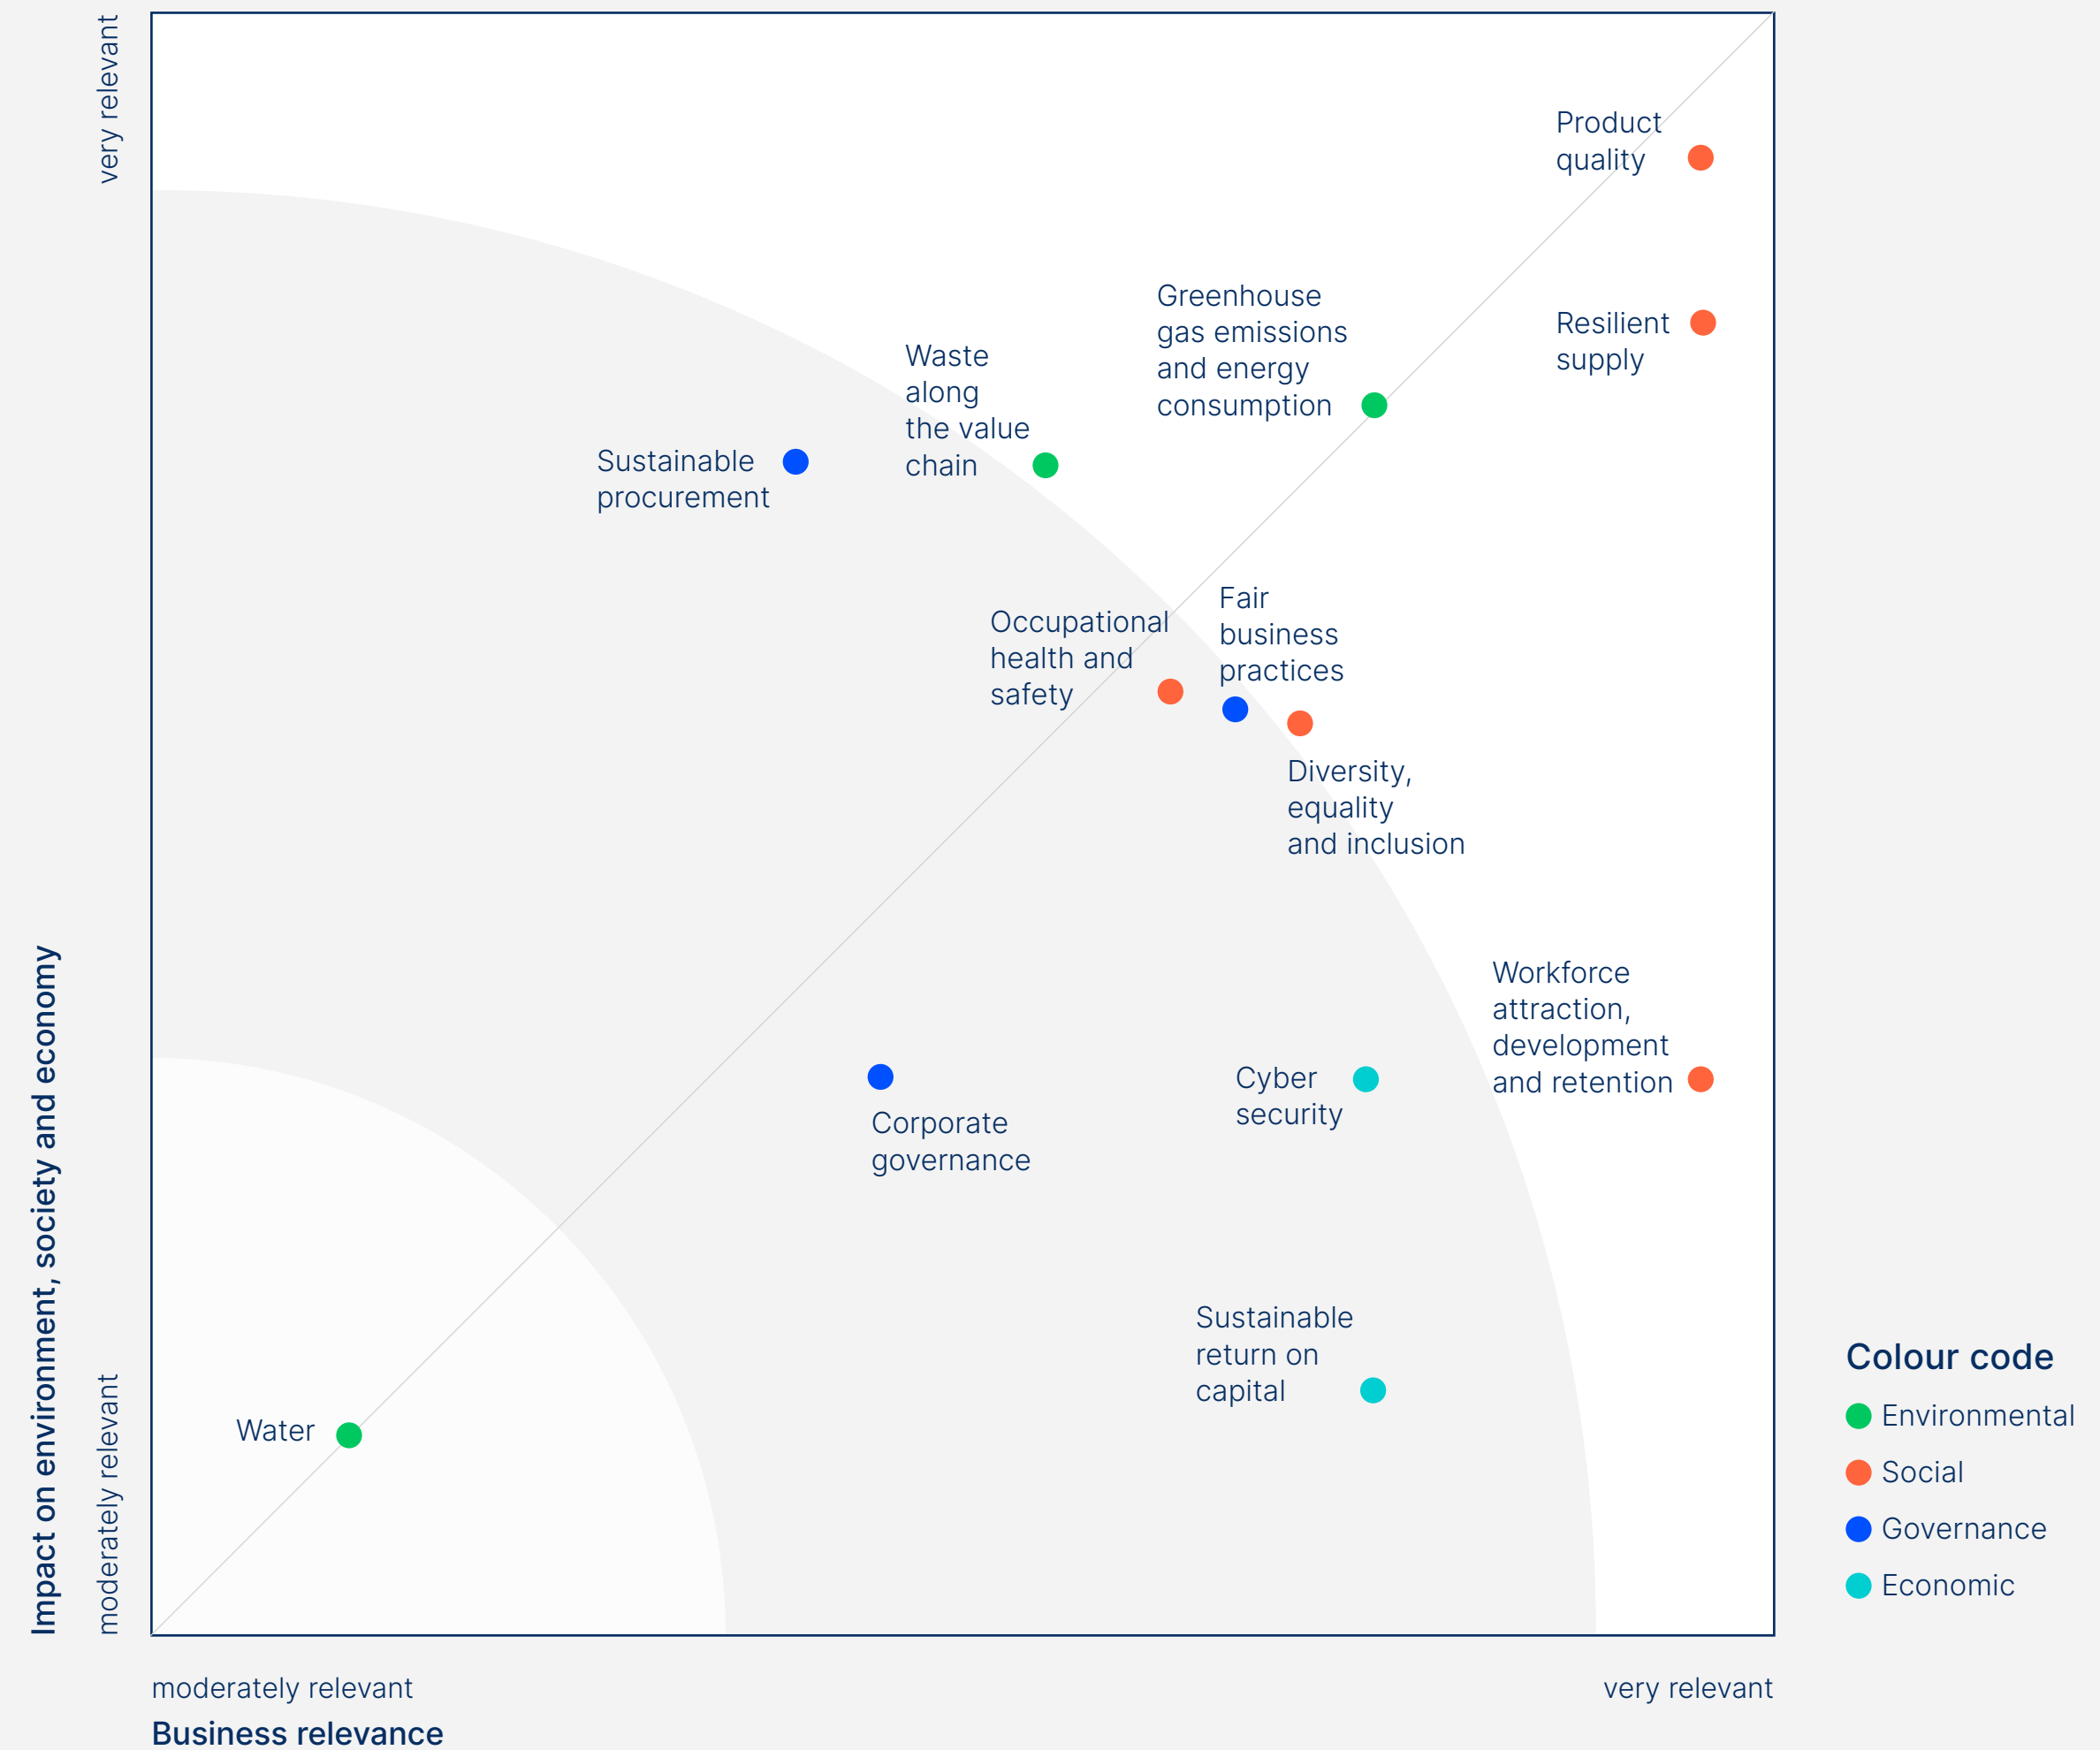 very relevant
Product
quality
Greenhouse
gas emissions
and energy
consumption
Resilient
supply
Waste
along
the value
chain
Sustainable
procurement
Fair
business
practices
Occupational
health and
safety
Diversity,
equality
and inclusion
Workforce
attraction,
development
and retention
Cyber
security
Corporate
governance
Sustainable
return on
capital
Water
Impact on environment, society and economy
moderately relevant
Colour code
Environmental
Social
Governance
Economic
moderately relevant
very relevant
Business relevance